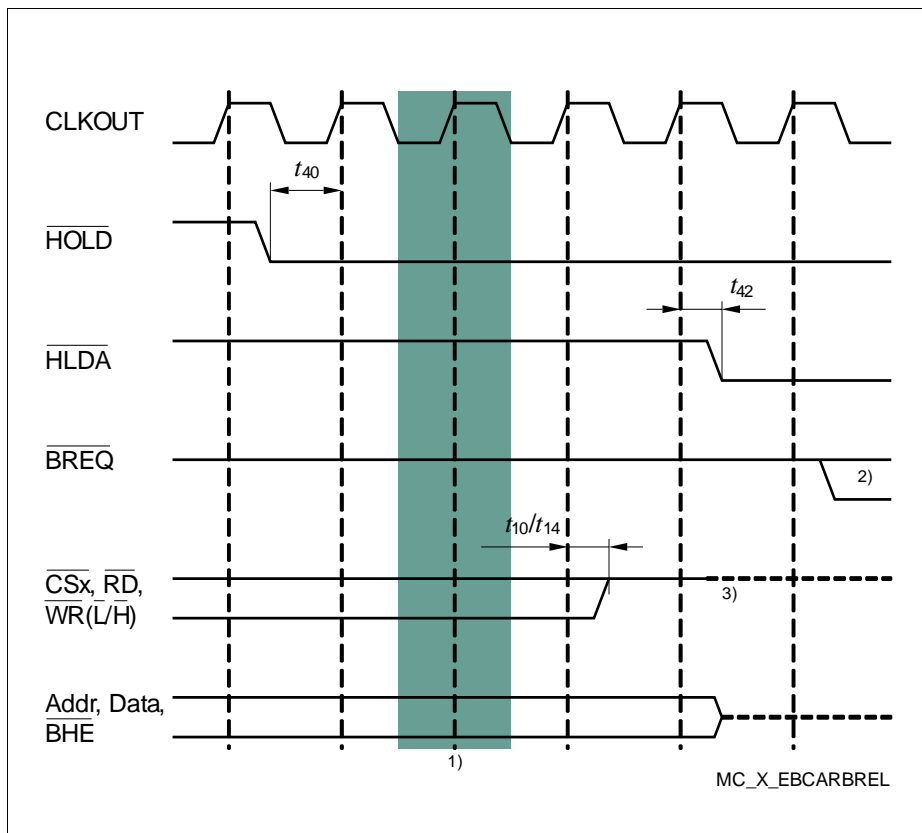 CLKOUT
t40
HOLD
t42
HLDA
BREQ
2)
t10/t14
CSx, RD,
3)
WR(L/H)
Addr, Data,
BHE
1)
MC_X_EBCARBREL